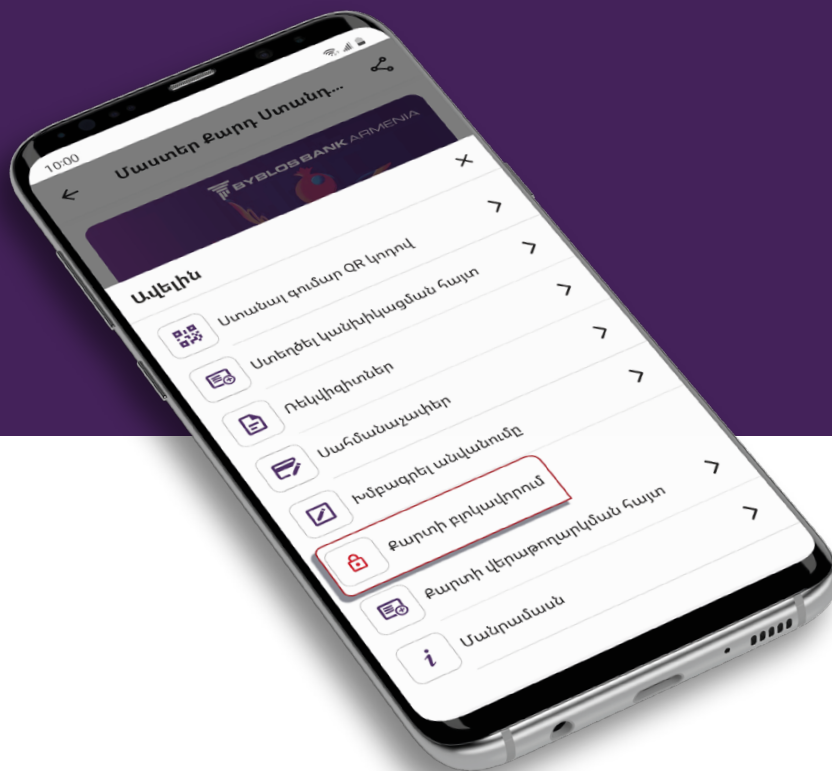 10:00
Մաստեր Քարդ Ստանդ...
BYBLOS BANK ARMENIA
Ավելին
Ստանալ գումար QR կոդով
Ստեղծել կանխիկացման հայտ
Ռեկվիզիտներ
Սահմանաչափեր
Խմբագրել անվանումը
Քարտի բլոկավորում
Քարտի վերաթողարկման հայտ
Մանրամասն